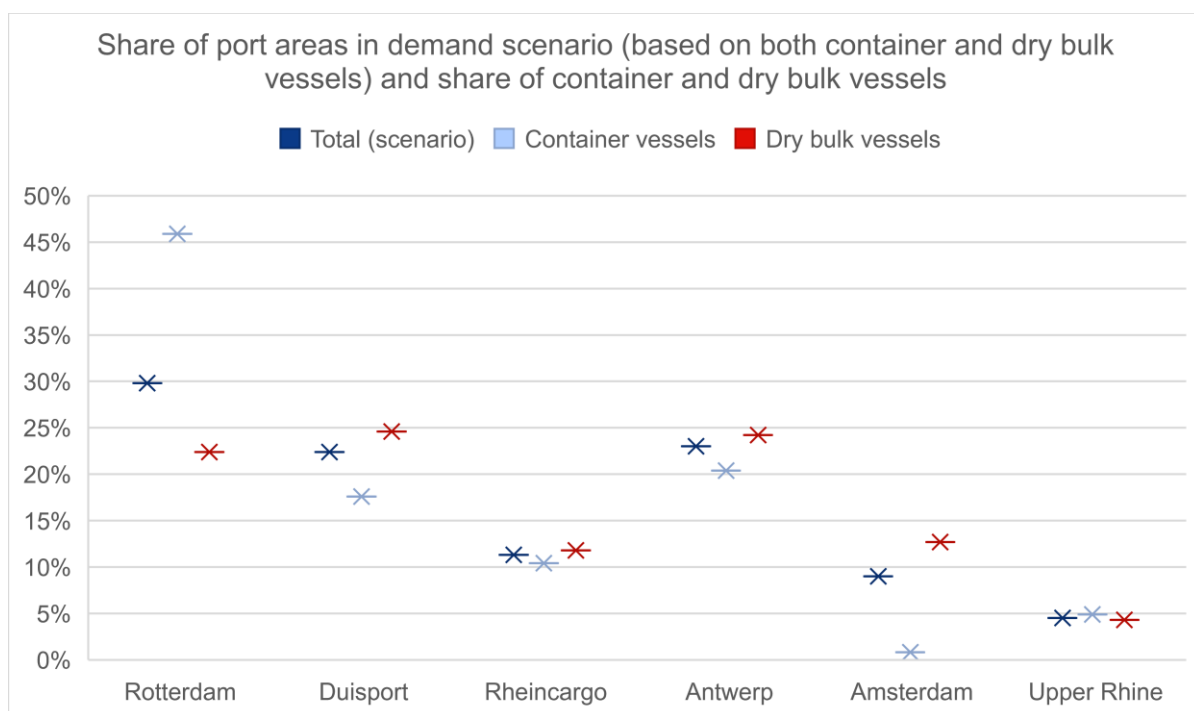 Share of port areas in demand scenario (based on both container and dry bulk
vessels) and share of container and dry bulk vessels
Total (scenario) Container vessels Dry bulk vessels
50%
45%
40%
35%
30%
25%
20%
15%
10%
5%
0%
Rotterdam Duisport Rheincargo Antwerp Amsterdam Upper Rhine